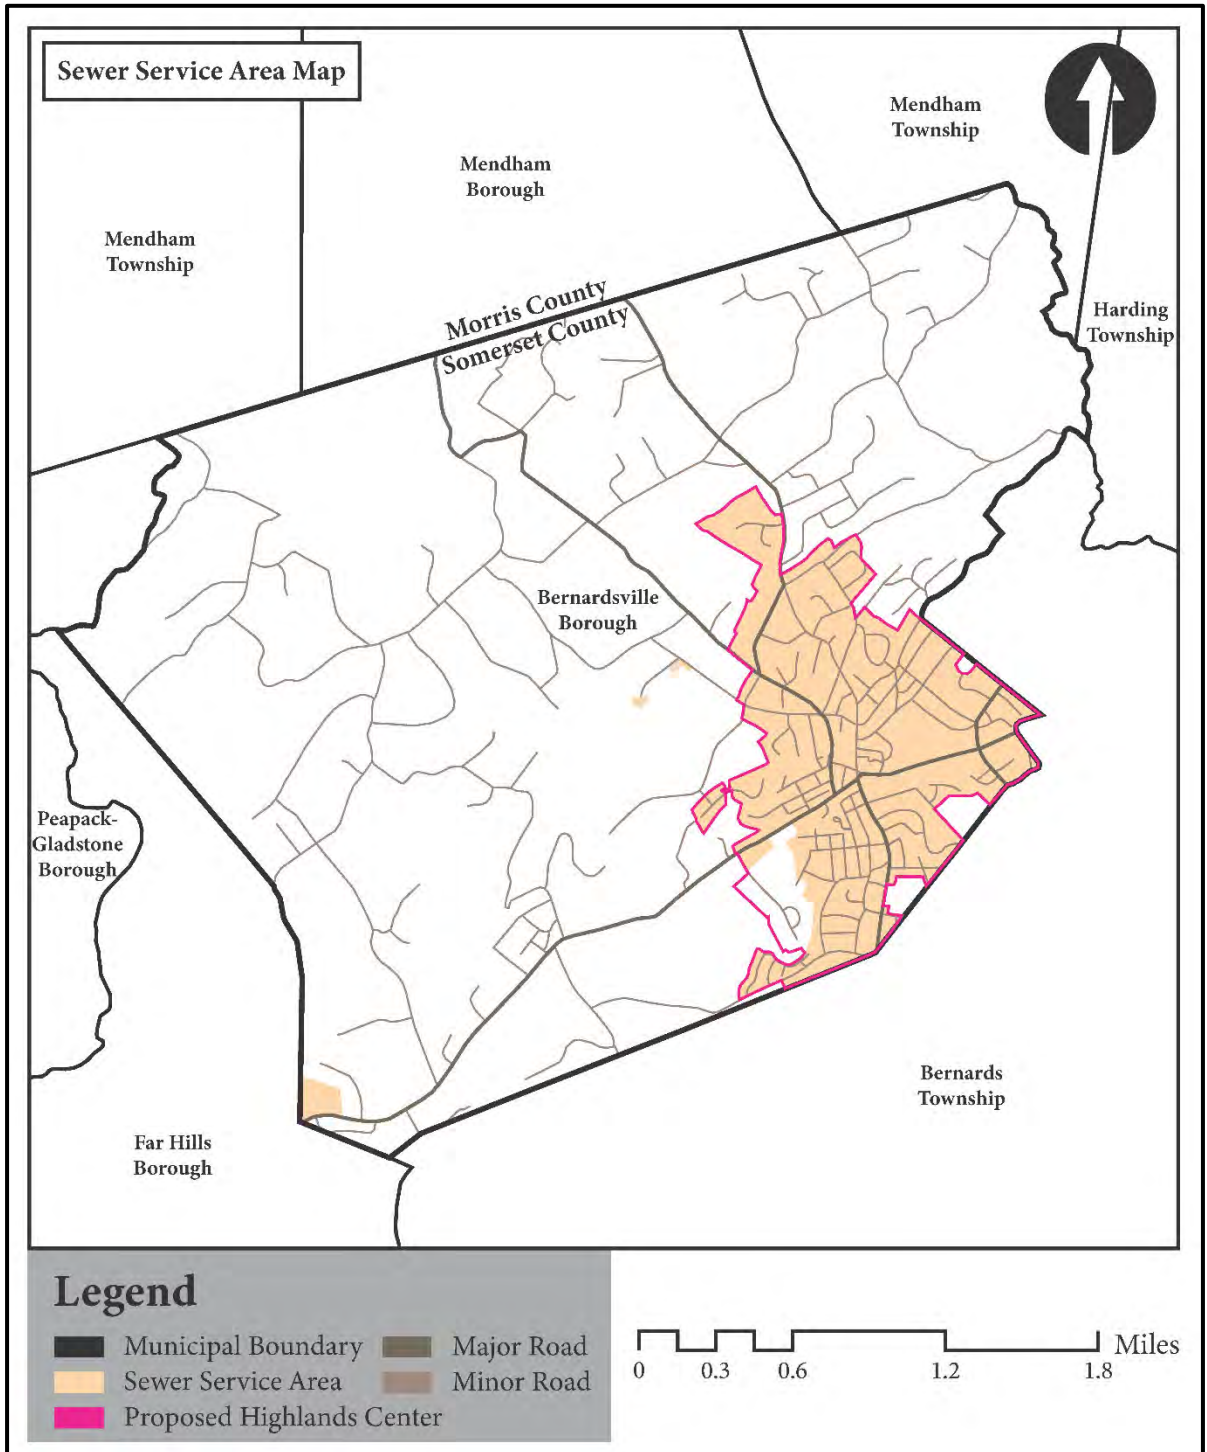 Sewer Service Area Map
Mendham
Township
Mendham
Borough
Mendham
Township
Morris County
Somerset County
Harding
Township
Bernardsville
Borough
Peapack-
Gladstone
Borough
Bernards
Township
Far Hills
Borough
Legend
Municipal Boundary
Major Road
Sewer Service Area
Minor Road
Proposed Highlands Center
Miles
0 0.3 0.6 1.2 1.8